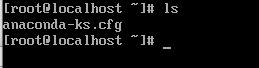 [root@localhost ~]# ls
anaconda-ks.cfg
[root@localhost ~]# _